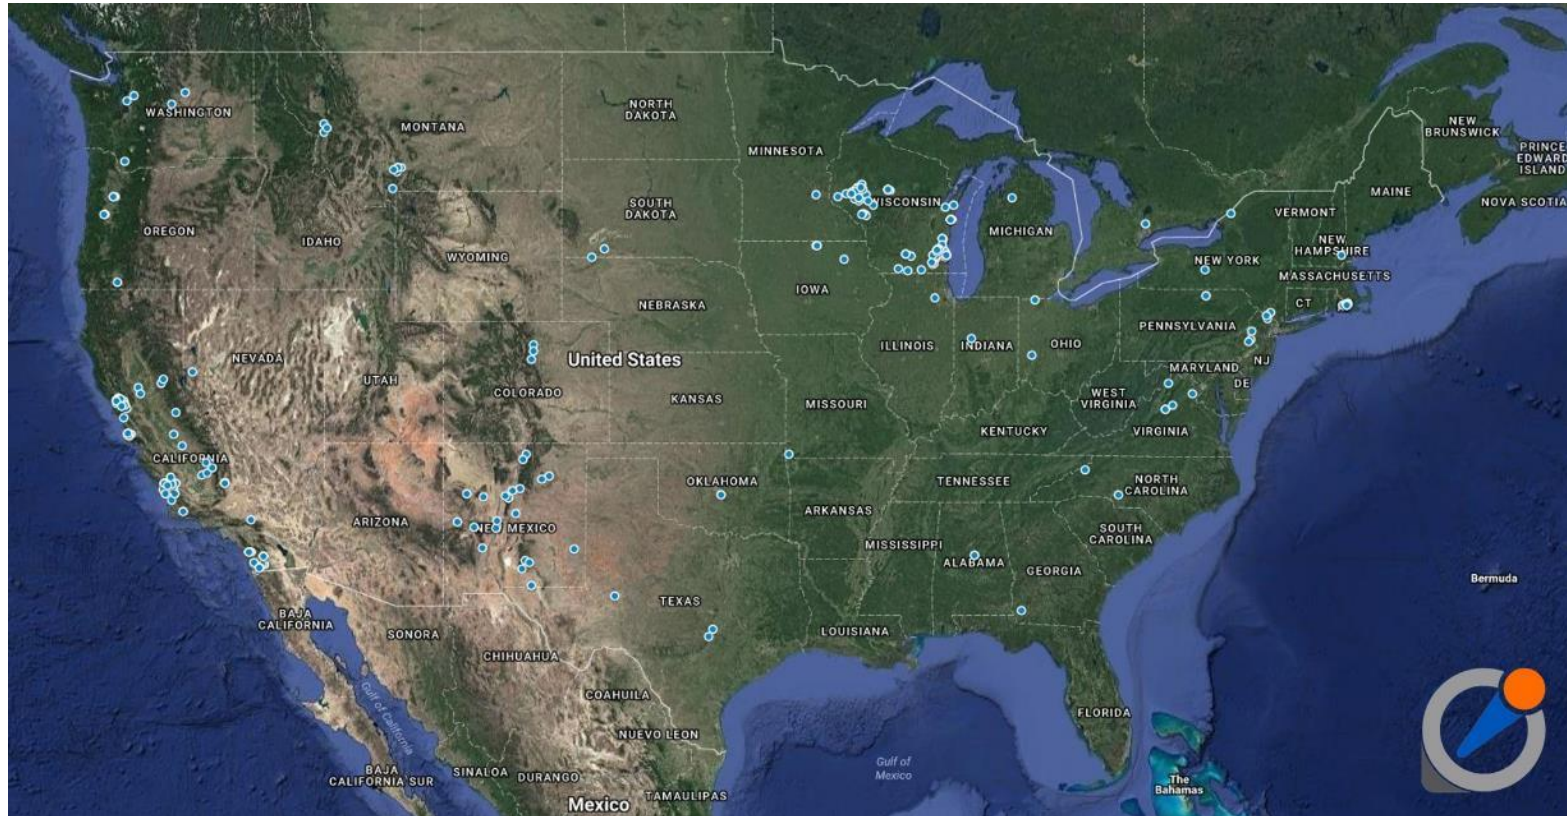 WASHINGTON
MONTANA
NORTH
DAKOTA
MINNESOTA
NEW
BRUNSWICK
PRINCE
EDWARD
ISLAND
MAINE
NOVA SCOTIA
OREGON
IDAHO
SOUTH
DAKOTA
WISCONSIN
MICHIGAN
VERMONT
NEW
HAMPSHIRE
WYOMING
NEW YORK
MASSACHUSETTS
IOWA
NEBRASKA
CT
RI
PENNSYLVANIA
NEVADA
UTAH
COLORADO
United States
ILLINOIS
INDIANA
OHIO
NJ
MARYLAND
DE
KANSAS
MISSOURI
WEST
VIRGINIA
KENTUCKY
VIRGINIA
CALIFORNIA
OKLAHOMA
TENNESSEE
NORTH
CAROLINA
ARIZONA
NEW MEXICO
ARKANSAS
SOUTH
CAROLINA
MISSISSIPPI
ALABAMA
GEORGIA
Bermuda
TEXAS
BAJA
CALIFORNIA
SONORA
LOUISIANA
CHIHUAHUA
Gulf of California
COAHUILA
FLORIDA
NUEVO LEON
Gulf of
Mexico
BAJA
CALIFORNIA SUR
SINALOA
DURANGO
The
Bahamas
Mexico
TAMAULIPAS